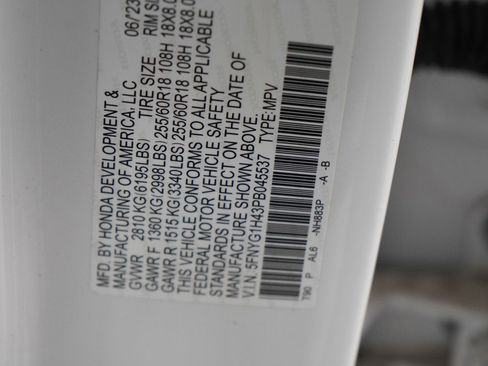 MFD. BY HONDA DEVELOPMENT & 06/23
MANUFACTURING OF AMERICA, LLC
GVWR 2810 KG(6195LBS) TIRE SIZE RIM SIZ
GAWR F 1360 KG(2998LBS)255/60R18 108H 18X8.0
GAWR R 1515 KG(3340LBS)255/60R18 108H 18X8.0
THIS VEHICLE CONFORMS TO ALL APPLICABLE
FEDERAL MOTOR VEHICLE SAFETY
STANDARDS IN EFFECT ON THE DATE OF
MANUFACTURE SHOWN ABOVE.
V.I.N. 5FNYG1H43PB045537 TYPE:MPV
T90 P AL6 -NH883P -A -B